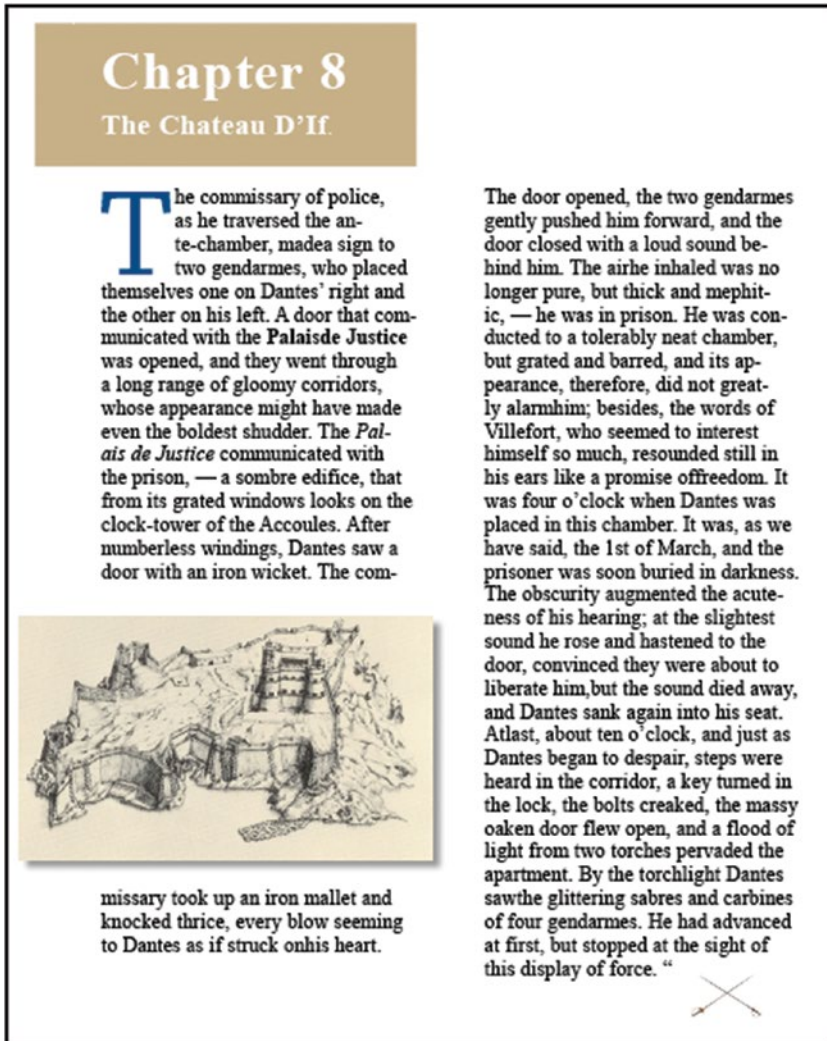 Chapter 8
The Chateau D’If.
The commissary of police,
as he traversed the an-
te-chamber, madea sign to
two gendarmes, who placed
themselves one on Dantes’ right and
the other on his left. A door that com-
municated with the Palaisde Justice
was opened, and they went through
a long range of gloomy corridors,
whose appearance might have made
even the boldest shudder. The Pal-
ais de Justice communicated with
the prison, — a sombre edifice, that
from its grated windows looks on the
clock-tower of the Accoules. After
numberless windings, Dantes saw a
door with an iron wicket. The com-
missary took up an iron mallet and
knocked thrice, every blow seeming
to Dantes as if struck onhis heart.
The door opened, the two gendarmes
gently pushed him forward, and the
door closed with a loud sound be-
hind him. The airhe inhaled was no
longer pure, but thick and mephit-
ic, — he was in prison. He was con-
ducted to a tolerably neat chamber,
but grated and barred, and its ap-
pearance, therefore, did not great-
ly alarmhim; besides, the words of
Villefort, who seemed to interest
himself so much, resounded still in
his ears like a promise offreedom. It
was four o’clock when Dantes was
placed in this chamber. It was, as we
have said, the 1st of March, and the
prisoner was soon buried in darkness.
The obscurity augmented the acute-
ness of his hearing; at the slightest
sound he rose and hastened to the
door, convinced they were about to
liberate him,but the sound died away,
and Dantes sank again into his seat.
Atlast, about ten o’clock, and just as
Dantes began to despair, steps were
heard in the corridor, a key turned in
the lock, the bolts creaked, the massy
oaken door flew open, and a flood of
light from two torches pervaded the
apartment. By the torchlight Dantes
sawthe glittering sabres and carbines
of four gendarmes. He had advanced
at first, but stopped at the sight of
this display of force. “